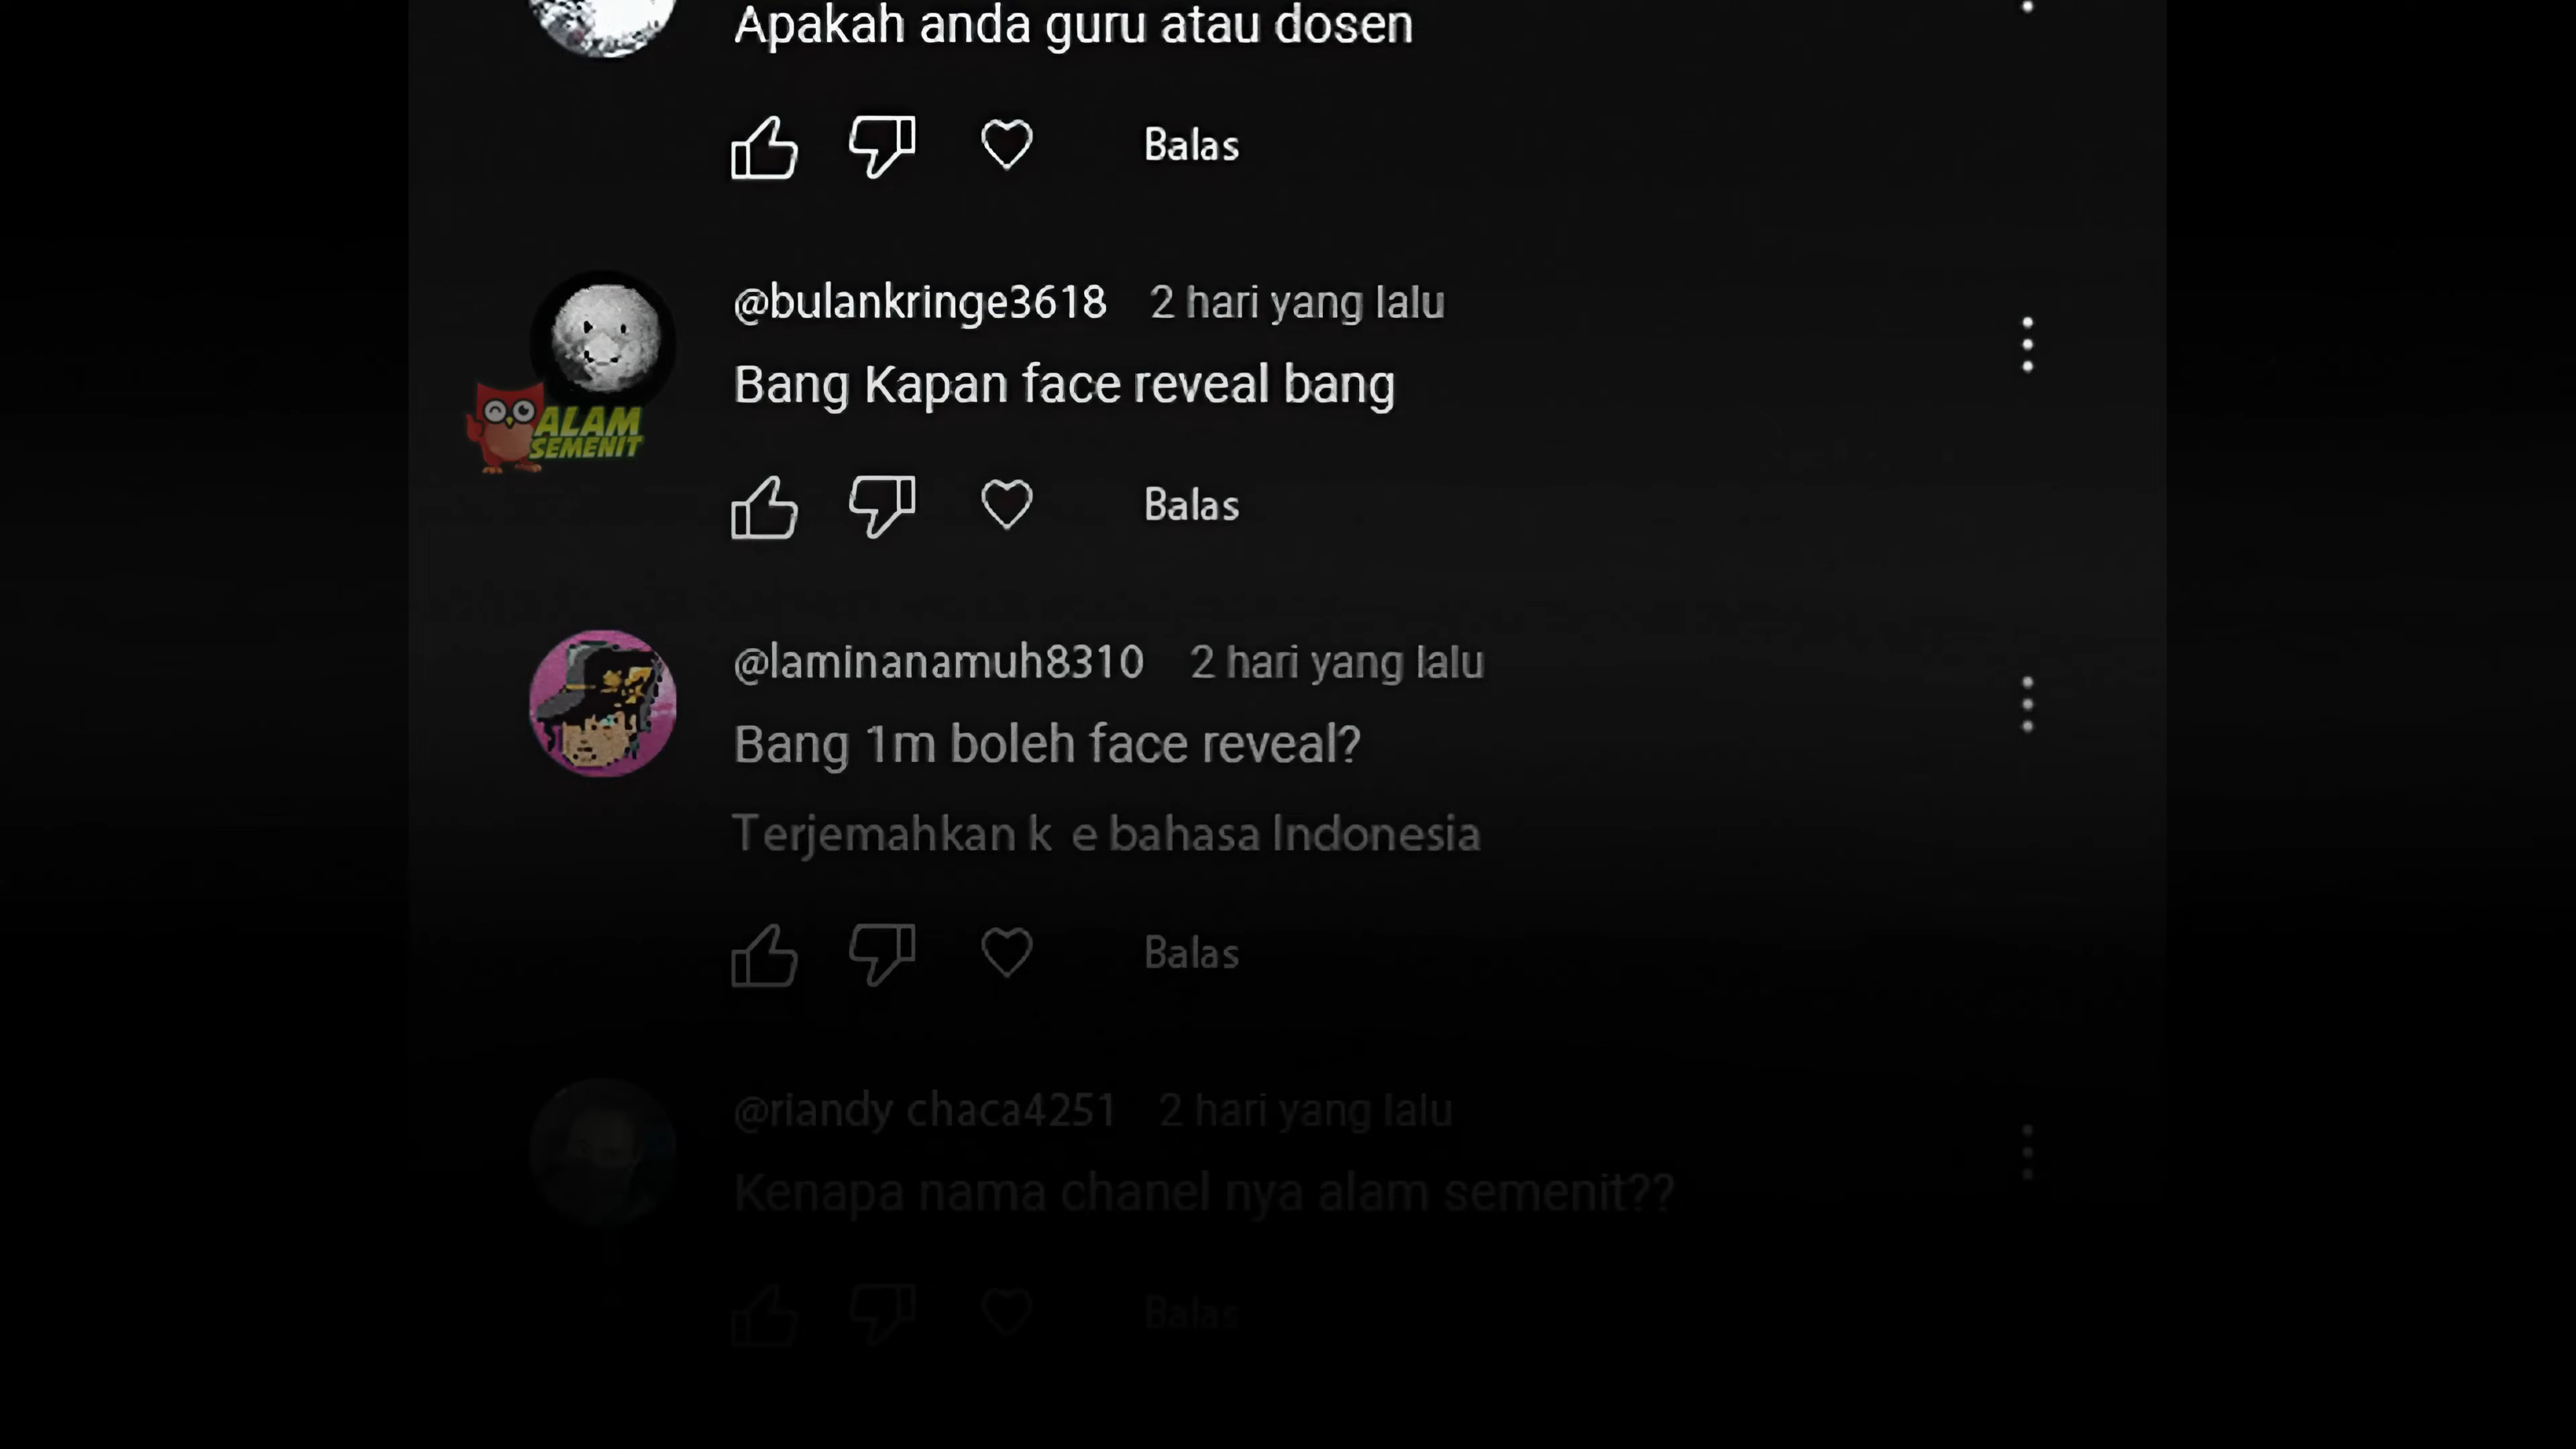 Apakah anda guru atau dosen
Balas
@bulankringe3618 2 hari yang lalu
Bang Kapan face reveal bang
ALAM
SEMENIT
Balas
@laminanamuh8310 2 hari yang lalu
Bang 1m boleh face reveal?
Terjemahkan k e bahasa Indonesia
Balas
@riandy chaca4251 2 hari yang lalu
Kenapa nama chanel nya alam semenit??
Balas